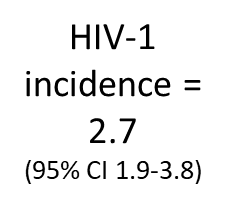 HIV-1
incidence =
2.7
(95% CI 1.9-3.8)